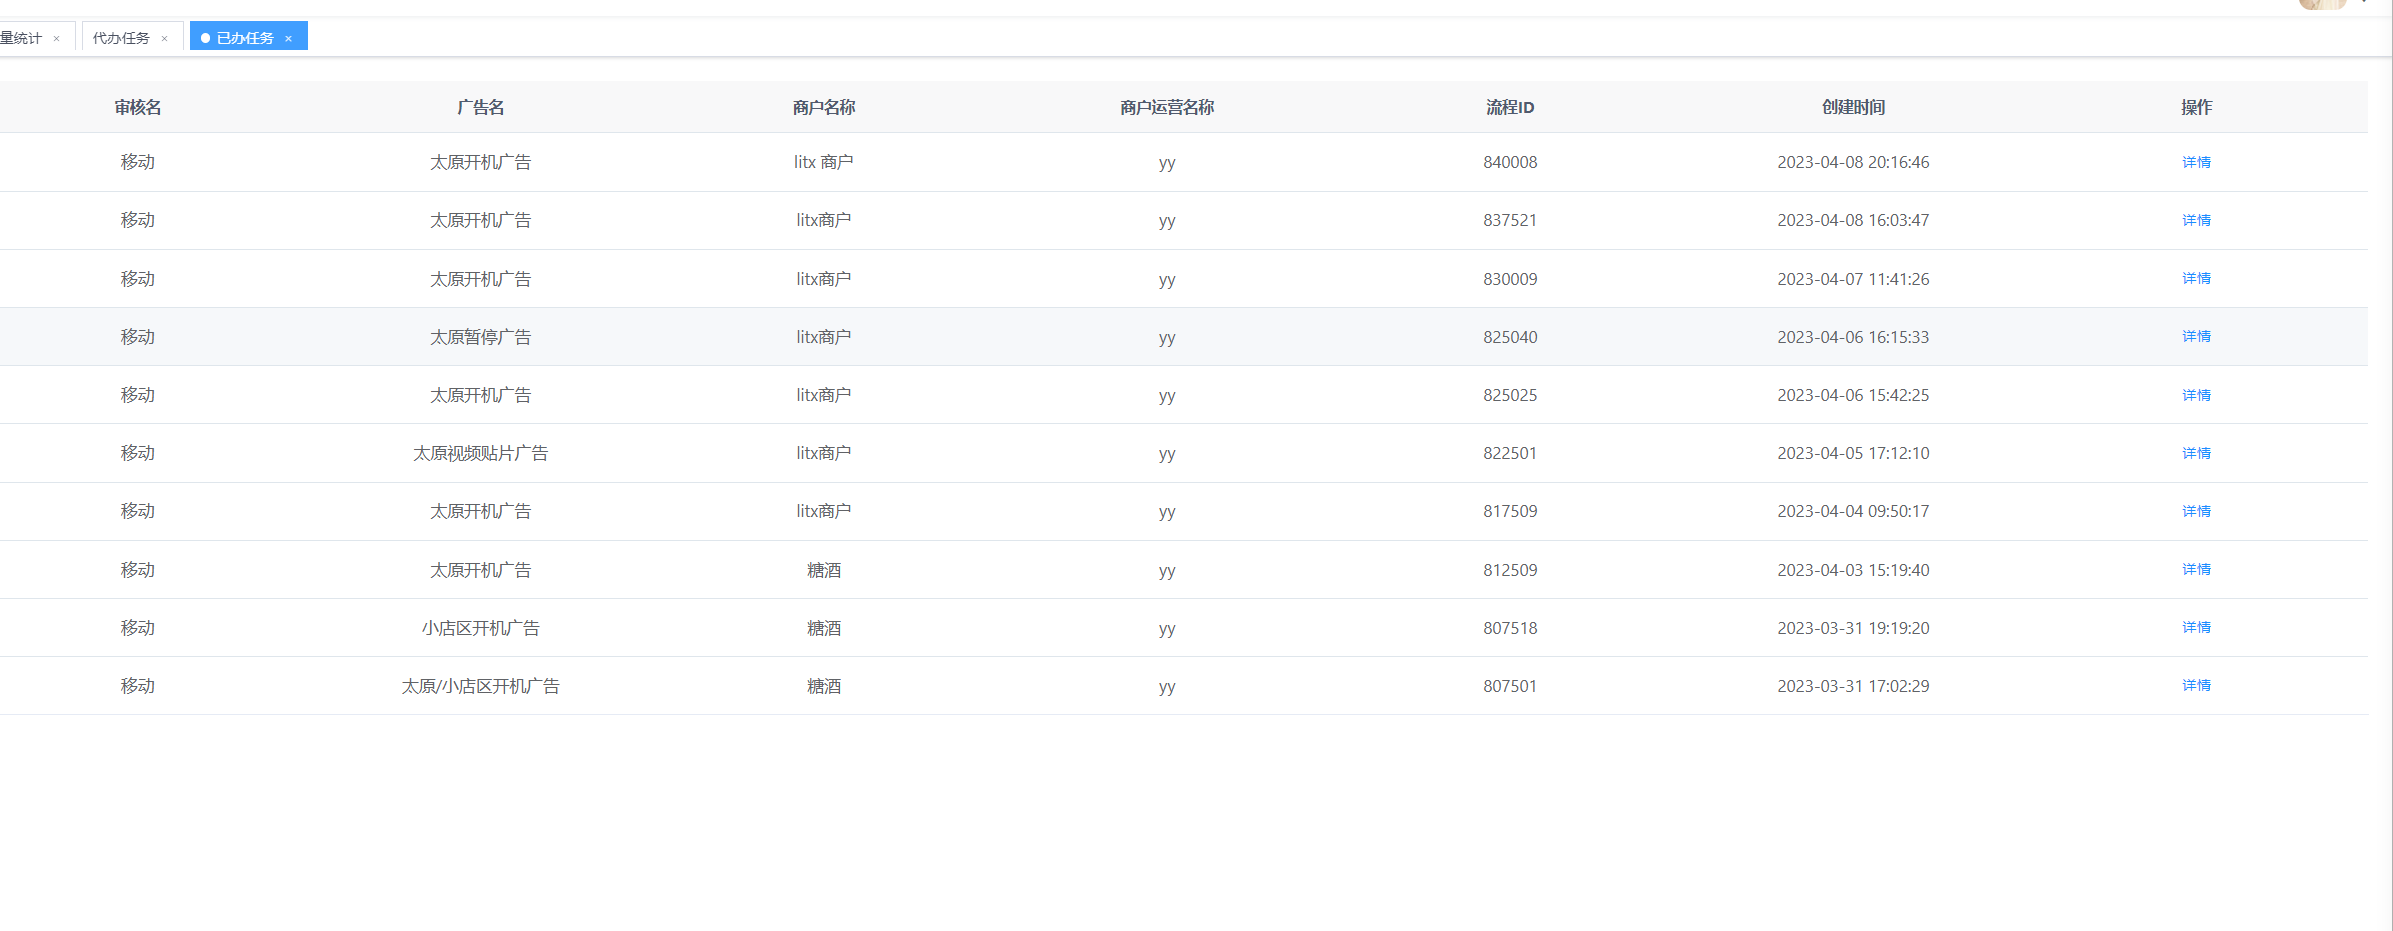 量统计 × 代办任务 × 已办任务 ×
审核名 广告名 商户名称 商户运营名称 流程ID 创建时间 操作
移动 太原开机广告 litx 商户 yy 840008 2023-04-08 20:16:46 详情
移动 太原开机广告 litx商户 yy 837521 2023-04-08 16:03:47 详情
移动 太原开机广告 litx商户 yy 830009 2023-04-07 11:41:26 详情
移动 太原暂停广告 litx商户 yy 825040 2023-04-06 16:15:33 详情
移动 太原开机广告 litx商户 yy 825025 2023-04-06 15:42:25 详情
移动 太原视频贴片广告 litx商户 yy 822501 2023-04-05 17:12:10 详情
移动 太原开机广告 litx商户 yy 817509 2023-04-04 09:50:17 详情
移动 太原开机广告 糖酒 yy 812509 2023-04-03 15:19:40 详情
移动 小店区开机广告 糖酒 yy 807518 2023-03-31 19:19:20 详情
移动 太原/小店区开机广告 糖酒 yy 807501 2023-03-31 17:02:29 详情